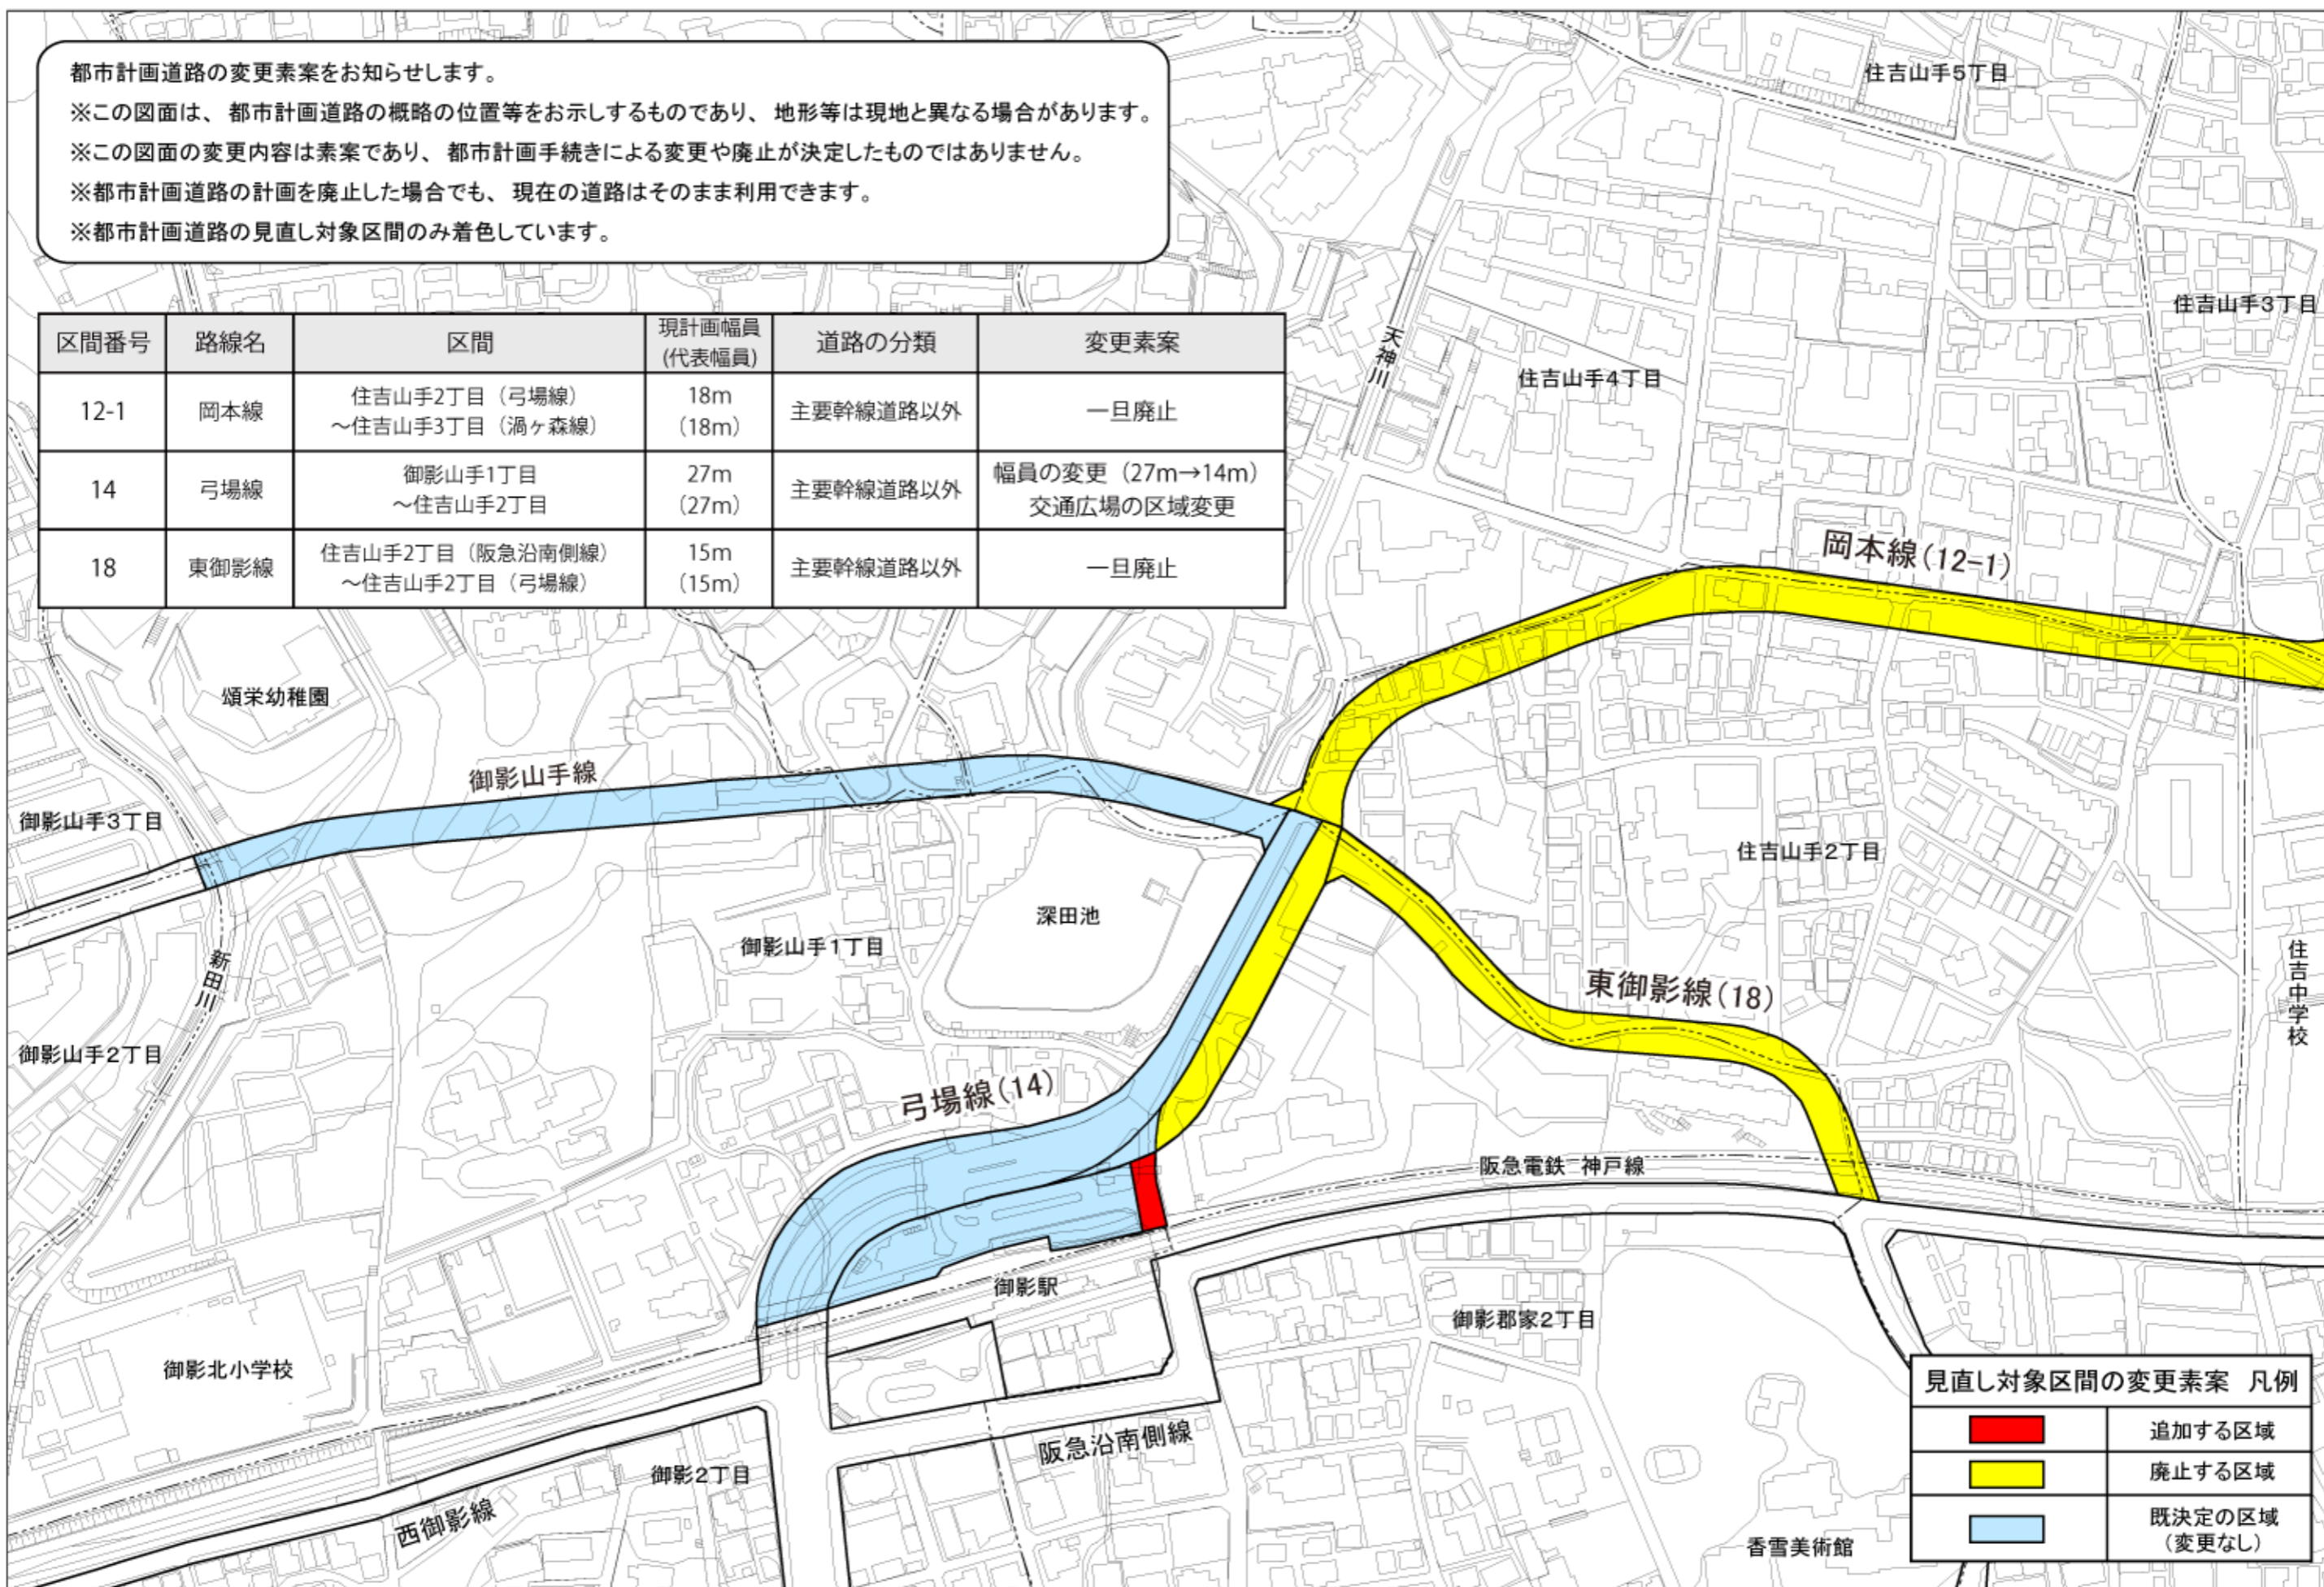 都市計画道路の変更素案をお知らせします。
※この図面は、都市計画道路の概略の位置等をお示しするものであり、地形等は現地と異なる場合があります。
※この図面の変更内容は素案であり、都市計画手続きによる変更や廃止が決定したものではありません。
※都市計画道路の計画を廃止した場合でも、現在の道路はそのまま利用できます。
※都市計画道路の見直し対象区間のみ着色しています。
区間番号 路線名 区間 現計画幅員 道路の分類 変更素案
(代表幅員)
12-1 岡本線 住吉山手2丁目（弓場線） 18m 主要幹線道路以外 一旦廃止
～住吉山手3丁目（渦ヶ森線） （18m）
14 弓場線 御影山手1丁目 27m 主要幹線道路以外 幅員の変更（27m→14m）
～住吉山手2丁目 （27m） 交通広場の区域変更
18 東御影線 住吉山手2丁目（阪急沿南側線） 15m 主要幹線道路以外 一旦廃止
～住吉山手2丁目（弓場線） （15m）
住吉山手5丁目
住吉山手3丁目
天神川
住吉山手4丁目
岡本線(12-1)
頌栄幼稚園
御影山手線
御影山手3丁目
住吉山手2丁目
深田池
御影山手1丁目
新田川
住吉中学校
東御影線(18)
御影山手2丁目
弓場線(14)
阪急電鉄 神戸線
御影駅
御影郡家2丁目
御影北小学校
阪急沿南側線
御影2丁目
西御影線
香雪美術館
見直し対象区間の変更素案 凡例
追加する区域
廃止する区域
既決定の区域
（変更なし）